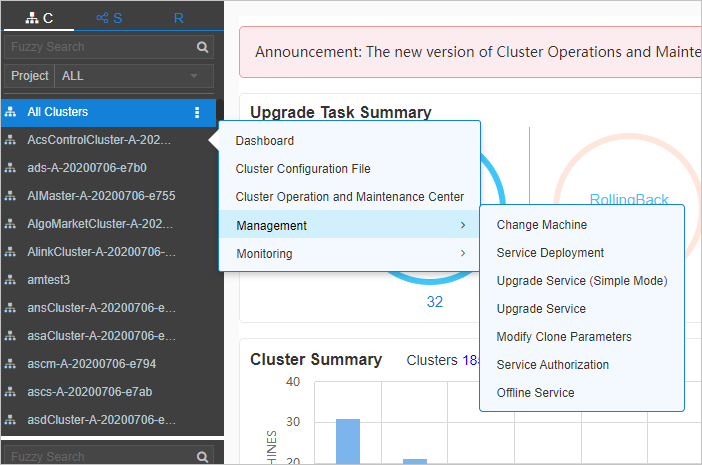 C S R
Fuzzy Search
Project ALL
All Clusters
AcsControlCluster-A-202...
ads-A-20200706-e7b0
AIMaster-A-20200706-e755
AlgoMarketCluster-A-202...
AlinkCluster-A-20200706-...
amtest3
ansCluster-A-20200706-e...
asaCluster-A-20200706-e...
ascm-A-20200706-e794
ascs-A-20200706-e7ab
asdCluster-A-20200706-e...
Fuzzy Search
Announcement: The new version of Cluster Operations and Mainte
Upgrade Task Summary
Dashboard
Cluster Configuration File
Cluster Operation and Maintenance Center
Management
Monitoring
RollingBack
32
Change Machine
Service Deployment
Upgrade Service (Simple Mode)
Upgrade Service
Modify Clone Parameters
Service Authorization
Offline Service
Cluster Summary Clusters
40
30
20
HINES